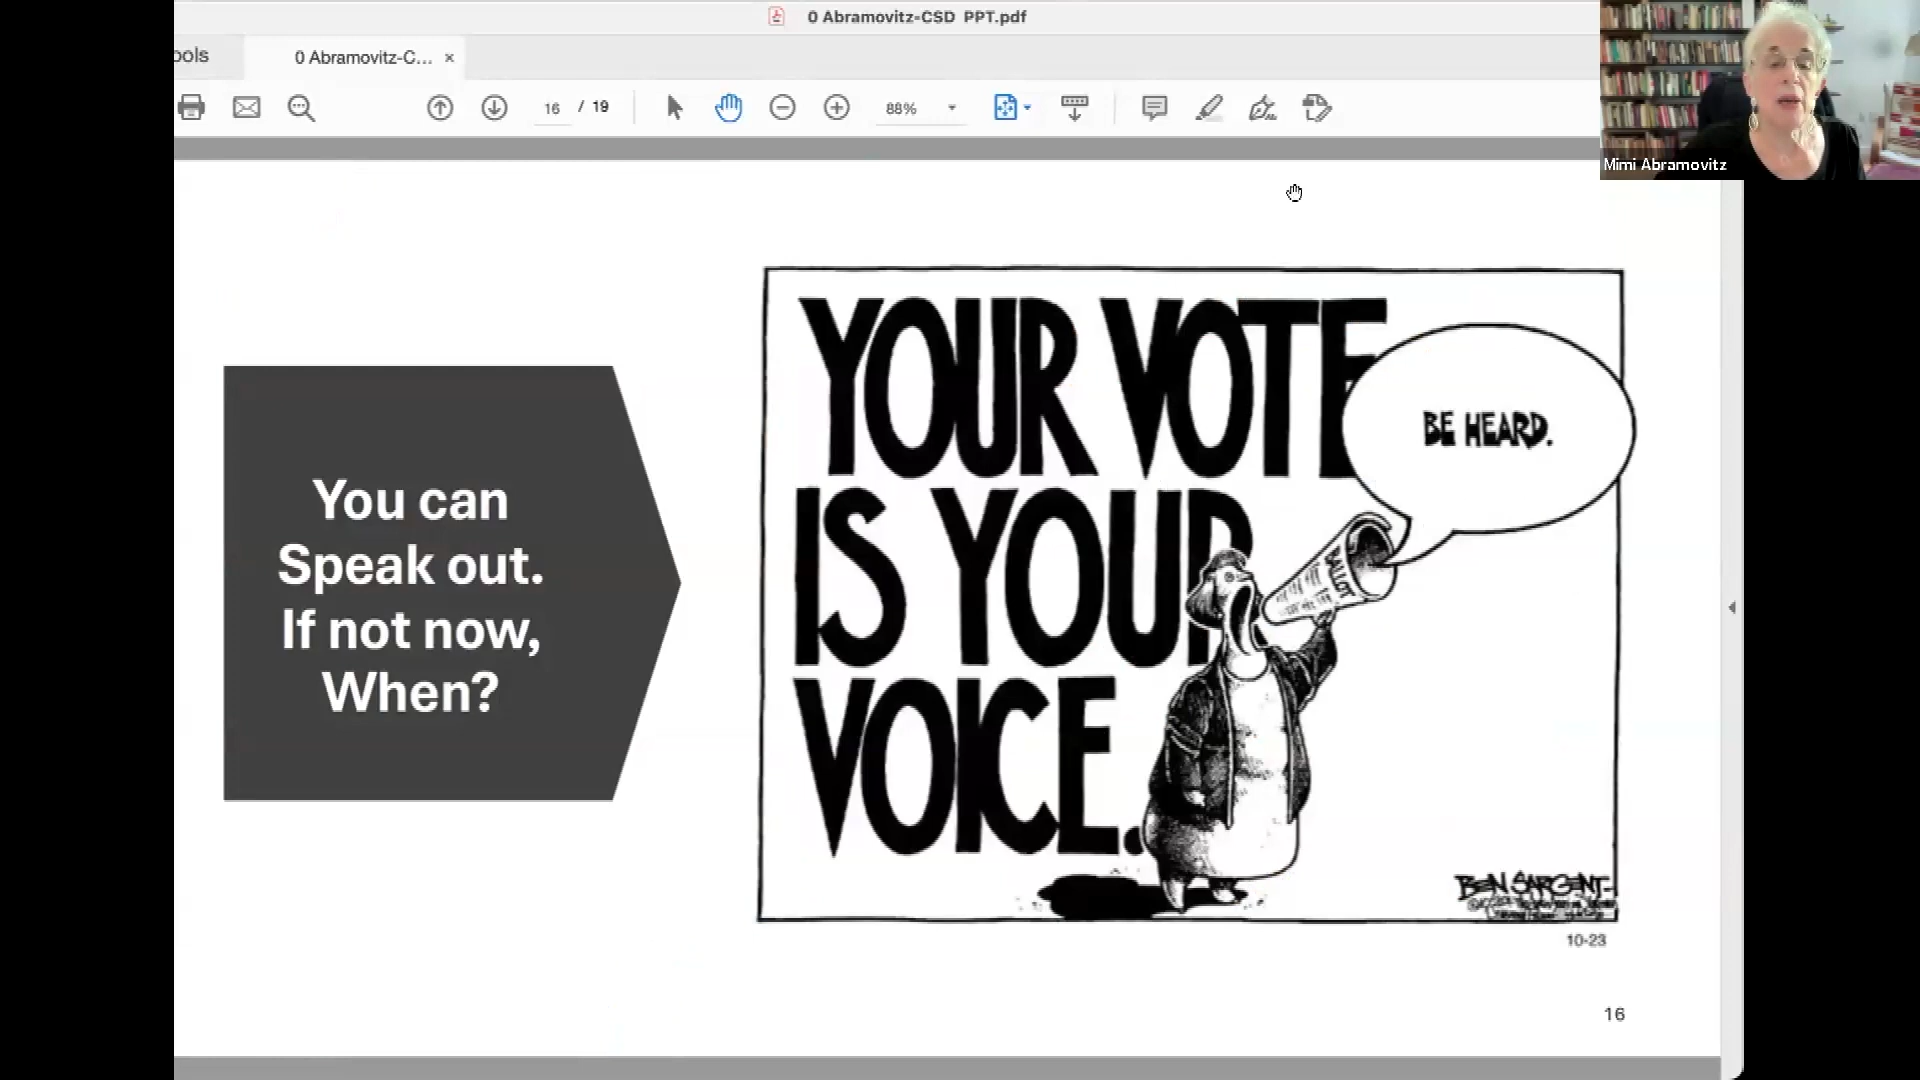 0 Abramovitz-CSD PPT.pdf
ools
0 Abramovitz-C... ×
16 / 19
88%
Mimi Abramovitz
You can
Speak out.
If not now,
When?
YOUR VOTE
IS YOUR
VOICE.
BE HEARD.
BALLOT
BEN SARGENT
10-23
16